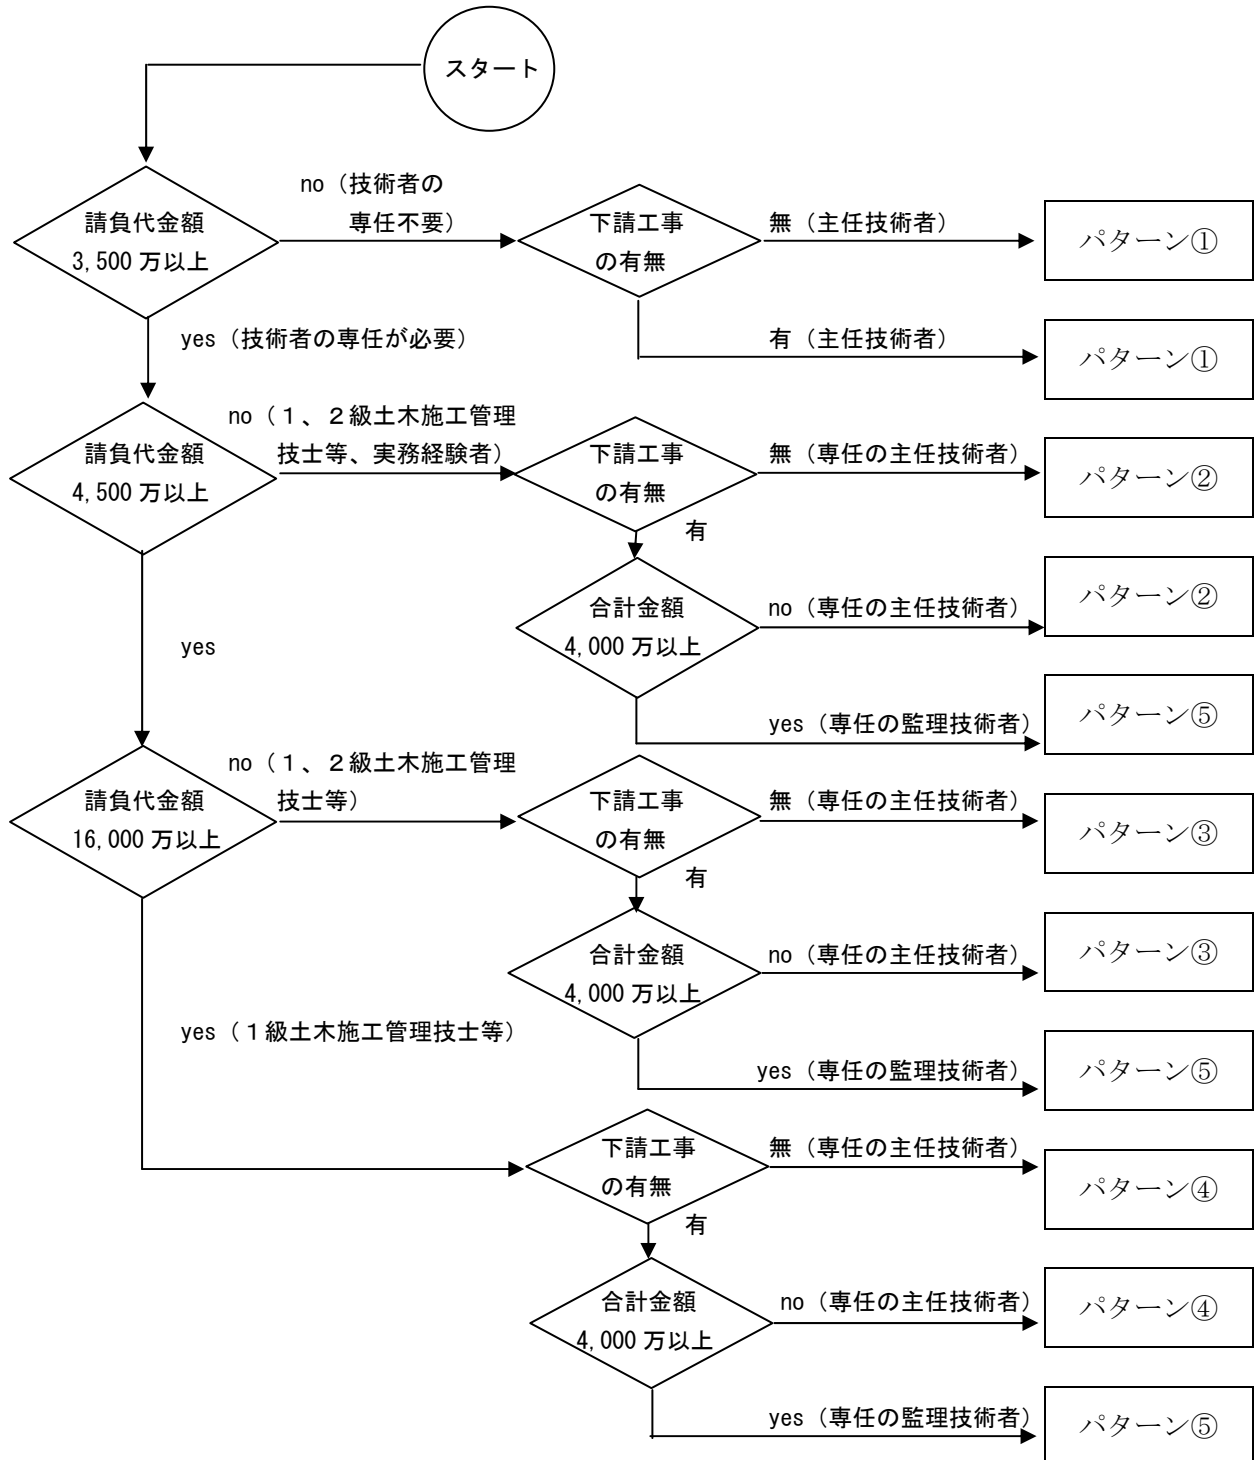 スタート
請負代金額
3,500万以上
no（技術者の
専任不要）
下請工事
の有無
無（主任技術者）
パターン①
有（主任技術者）
パターン①
yes（技術者の専任が必要）
請負代金額
4,500万以上
no（１、２級土木施工管理
技士等、実務経験者）
下請工事
の有無
無（専任の主任技術者）
パターン②
有
合計金額
4,000万以上
no（専任の主任技術者）
パターン②
yes（専任の監理技術者）
パターン⑤
yes
請負代金額
16,000万以上
no（１、２級土木施工管理
技士等）
下請工事
の有無
無（専任の主任技術者）
パターン③
有
合計金額
4,000万以上
no（専任の主任技術者）
パターン③
yes（専任の監理技術者）
パターン⑤
yes（１級土木施工管理技士等）
下請工事
の有無
無（専任の主任技術者）
パターン④
有
合計金額
4,000万以上
no（専任の主任技術者）
パターン④
yes（専任の監理技術者）
パターン⑤